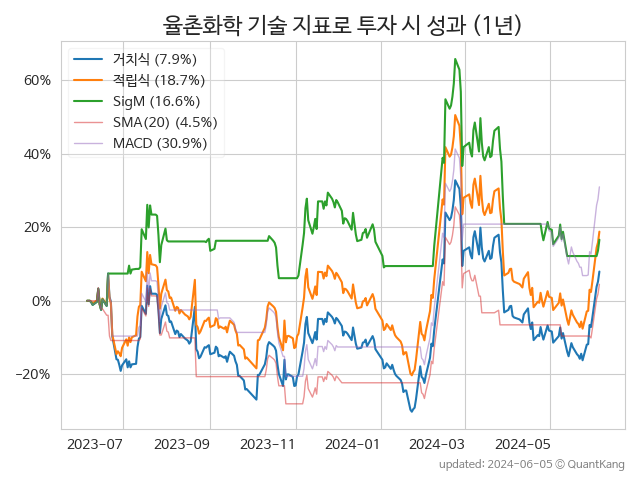 율촌화학 기술 지표로 투자 시 성과 (1년)
거치식 (7.9%)
적립식 (18.7%)
SigM (16.6%)
SMA(20) (4.5%)
MACD (30.9%)
60%
40%
20%
0%
−20%
2023-07 2023-09 2023-11 2024-01 2024-03 2024-05
updated: 2024-06-05 ⓒ QuantKang